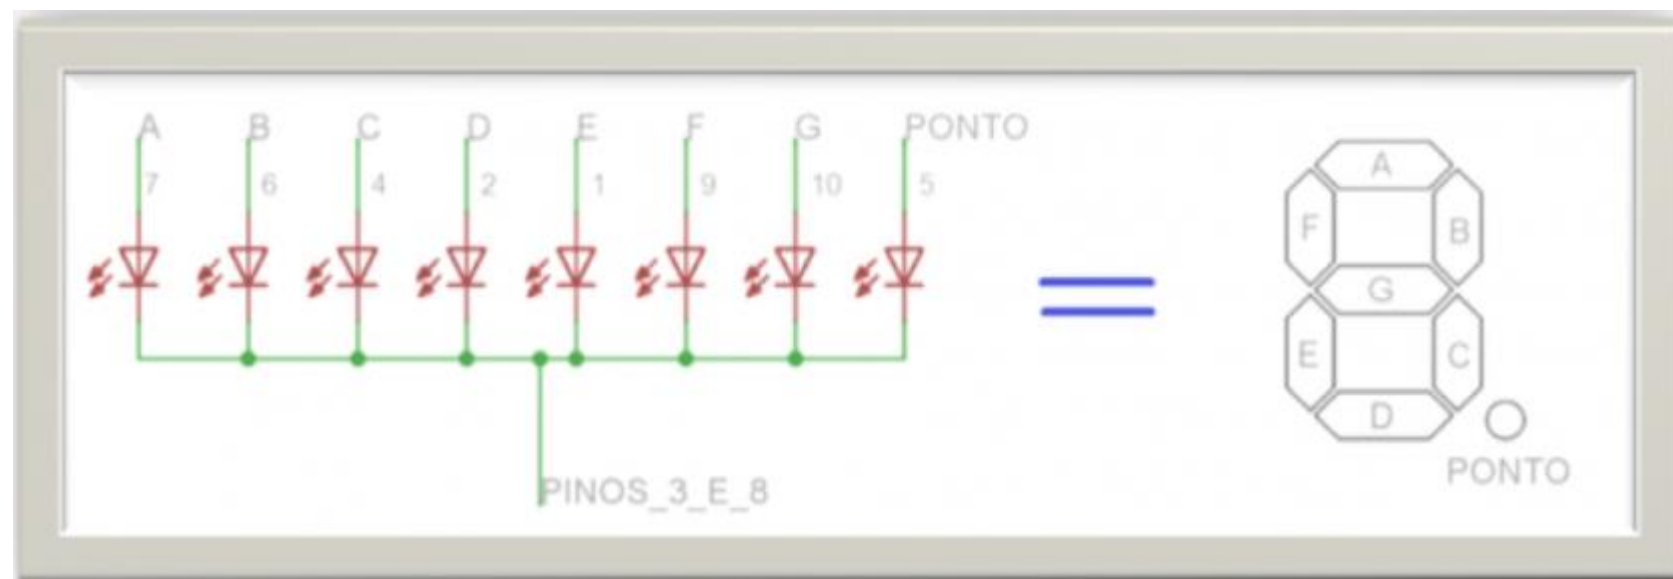 A B C D E F G PONTO
7 6 4 2 1 9 10 5
PINOS_3_E_8
A
F B
G
E C
D
PONTO